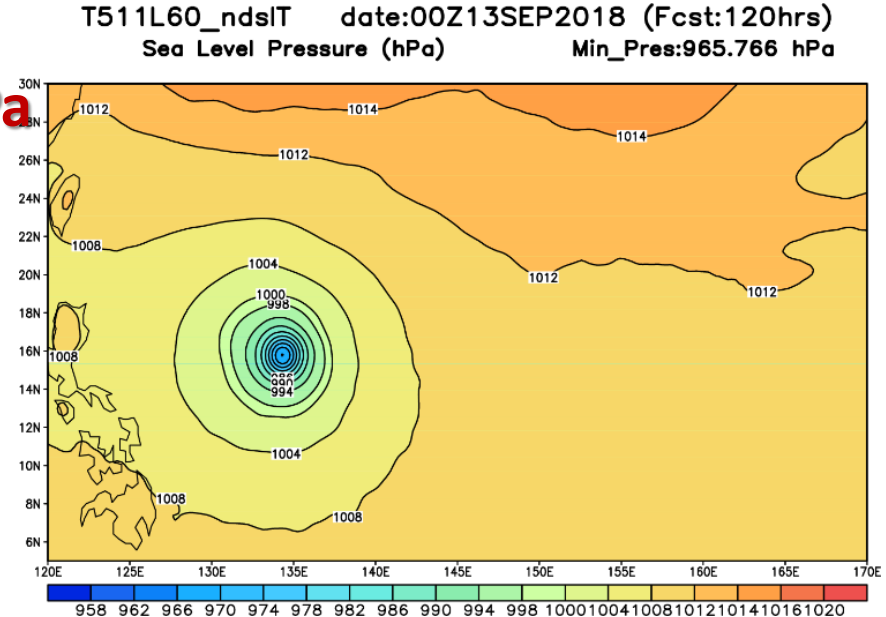 T511L60_ndslT date:00Z13SEP2018 (Fcst:120hrs)
Sea Level Pressure (hPa) Min_Pres:965.766 hPa
30N
a
1012
1014
28N
1014
1012
26N
24N
22N
1008
1004
20N
1012
1012
1000
998
18N
16N
1008
990
994
14N
12N
1004
10N
1008
8N
1008
6N
120E 125E 130E 135E 140E 145E 150E 155E 160E 165E 170E
958 962 966 970 974 978 982 986 990 994 998 1000 1004 1008 1012 1014 1016 1020